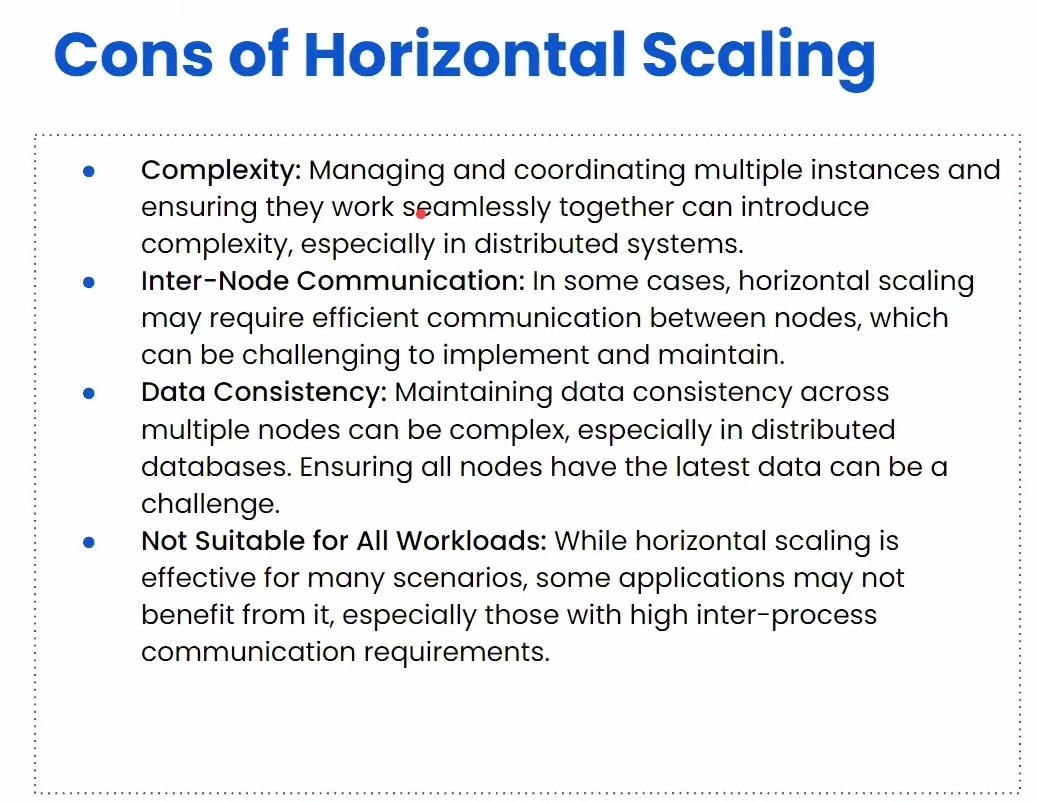 Cons of Horizontal Scaling
● Complexity: Managing and coordinating multiple instances and
ensuring they work seamlessly together can introduce
complexity, especially in distributed systems.
● Inter-Node Communication: In some cases, horizontal scaling
may require efficient communication between nodes, which
can be challenging to implement and maintain.
● Data Consistency: Maintaining data consistency across
multiple nodes can be complex, especially in distributed
databases. Ensuring all nodes have the latest data can be a
challenge.
● Not Suitable for All Workloads: While horizontal scaling is
effective for many scenarios, some applications may not
benefit from it, especially those with high inter-process
communication requirements.